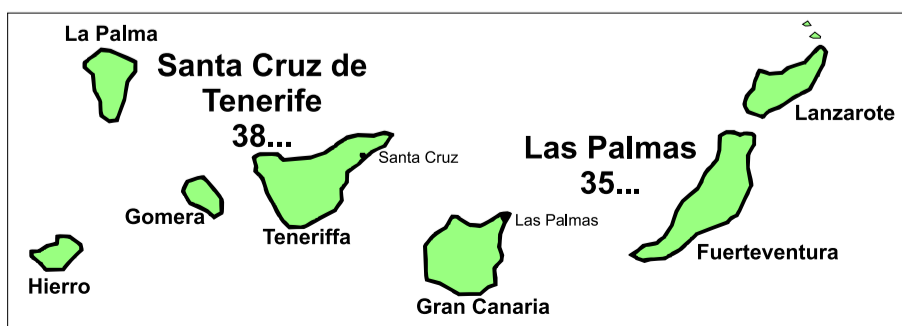 La Palma
Santa Cruz de
Tenerife
38...
Santa Cruz
Lanzarote
Las Palmas
35...
Gomera
Teneriffa
Las Palmas
Fuerteventura
Hierro
Gran Canaria